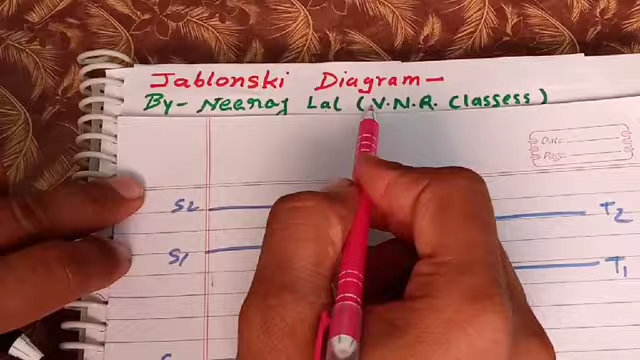 Jablonski Diagram-
By- Neeraj Lal (V.N.R. Classess)
Date:
Page:
S2 T2
S1 T1